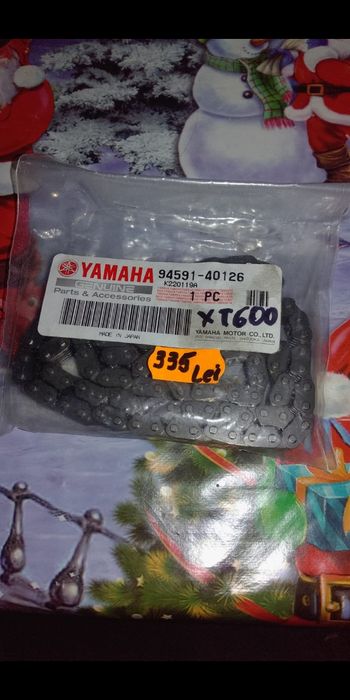 YAMAHA 94591-40126
GENUINE K220119A
Parts & Accessories 1 PC
XT600
MADE IN JAPAN
YAMAHA MOTOR CO., LTD.
335 Lei